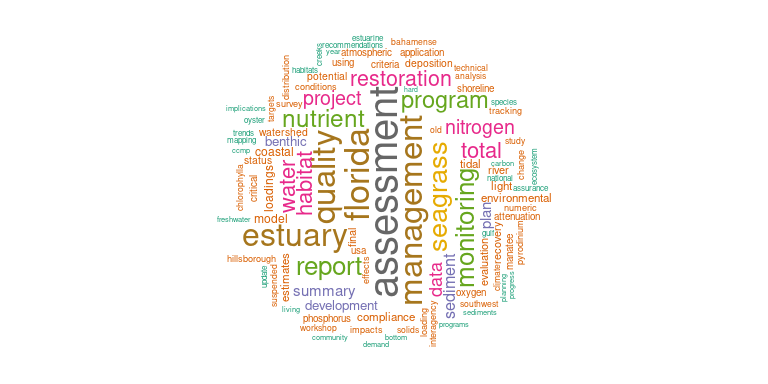 estuarine
recommendations
bahamense
year
atmospheric
application
creeks
using
criteria
deposition
technical
habitats
potential
restoration
analysis
distribution
conditions
hard
shoreline
targets
survey
project
program
species
implications
tracking
oyster
nutrient
assessment
old
nitrogen
trends
watershed
mapping
benthic
quality
florida
management
seagrass
total
study
ccmp
coastal
status
water
habitat
tidal
carbon
river
national
change
ecosystem
chlorophyll
critical
loadings
light
assurance
monitoring
environmental
freshwater
model
plan
numeric
attenuation
estuary
final
gulf
usa
recovery
manatee
pyrodinium
hillsborough
report
effects
data
sediment
evaluation
climate
update
suspended
estimates
summary
oxygen
planning
progress
living
development
southwest
phosphorus
compliance
loading
interagency
sediments
workshop
impacts
solids
programs
community
bottom
demand